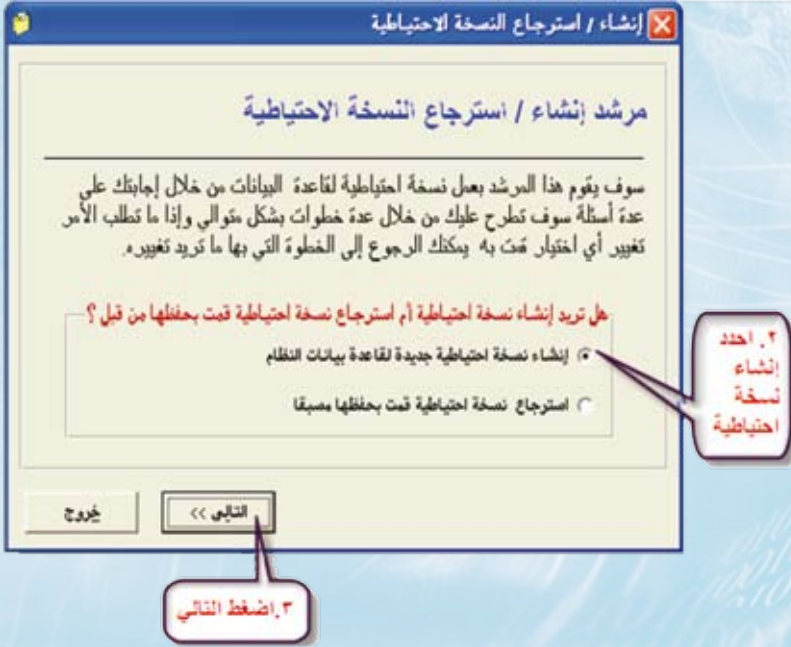 إنشاء / استرجاع النسخة الاحتياطية
مرشد إنشاء / استرجاع النسخة الاحتياطية
سوف يقوم هذا المرشد بعمل نسخة احتياطية لقاعدة البيانات من خلال إجابتك على
عدة أسئلة سوف تطرح عليك من خلال عدة خطوات بشكل متوالي وإذا ما تطلب الأمر
تغيير أي اختيار قمت به يمكنك الرجوع إلى الخطوة التي بها ما تريد تغييره.
هل تريد إنشاء نسخة احتياطية أم استرجاع نسخة احتياطية قمت بحفظها من قبل ؟
إنشاء نسخة احتياطية جديدة لقاعدة بيانات النظام
استرجاع نسخة احتياطية قمت بحفظها مسبقا
٢. احدد
إنشاء
نسخة
احتياطية
التالى >>
خروج
٣.اضغط التالي